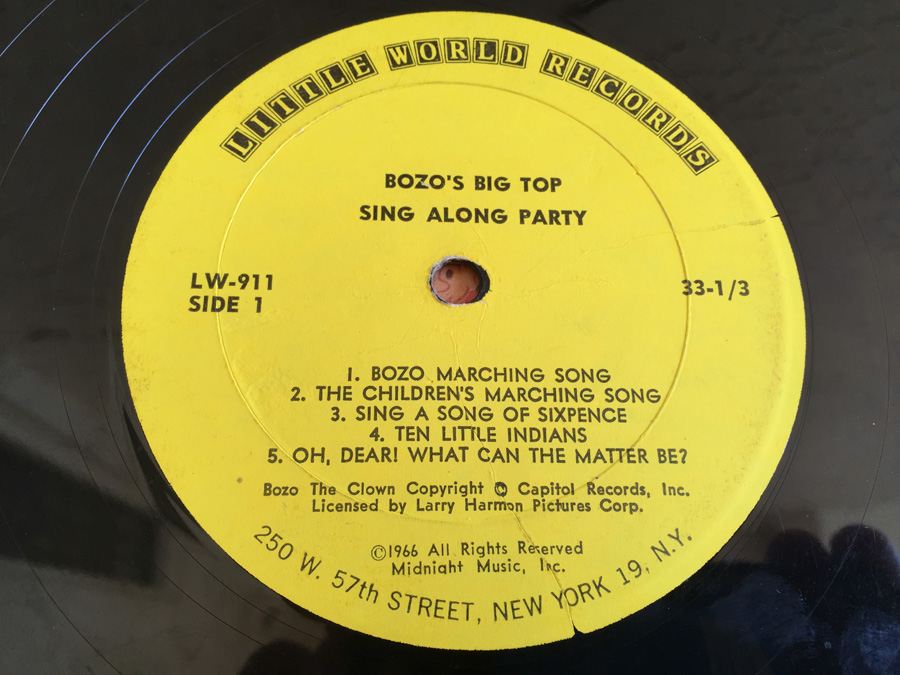 LITTLE WORLD RECORDS
BOZO'S BIG TOP
SING ALONG PARTY
LW-911
SIDE 1
33-1/3
1. BOZO MARCHING SONG
2. THE CHILDREN'S MARCHING SONG
3. SING A SONG OF SIXPENCE
4. TEN LITTLE INDIANS
5. OH, DEAR! WHAT CAN THE MATTER BE?
Bozo The Clown Copyright © Capitol Records, Inc.
Licensed by Larry Harmon Pictures Corp.
©1966 All Rights Reserved
Midnight Music, Inc.
250 W. 57th STREET, NEW YORK 19, N.Y.